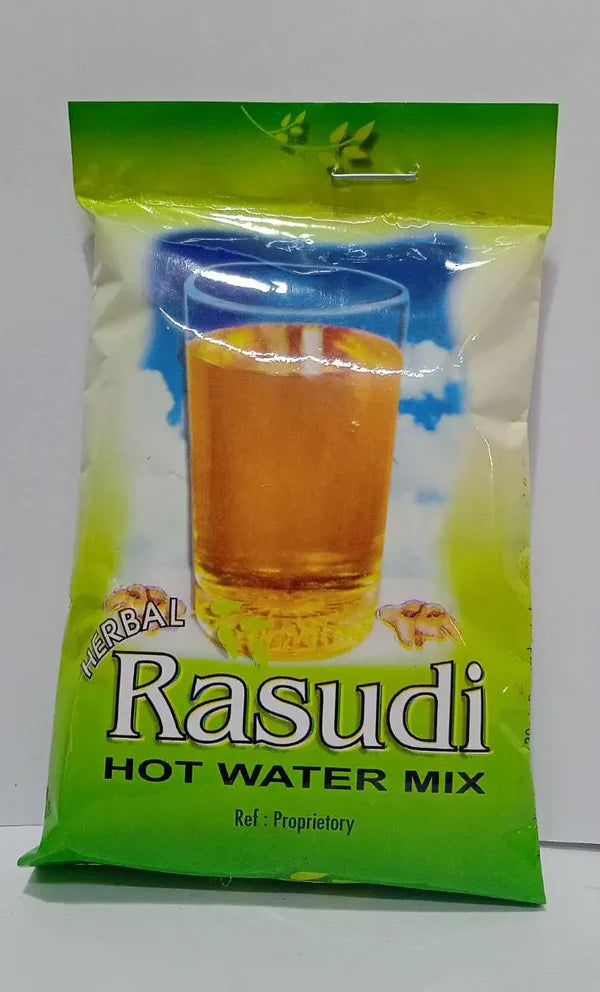 HERBAL
Rasudi
HOT WATER MIX
Ref : Proprietory